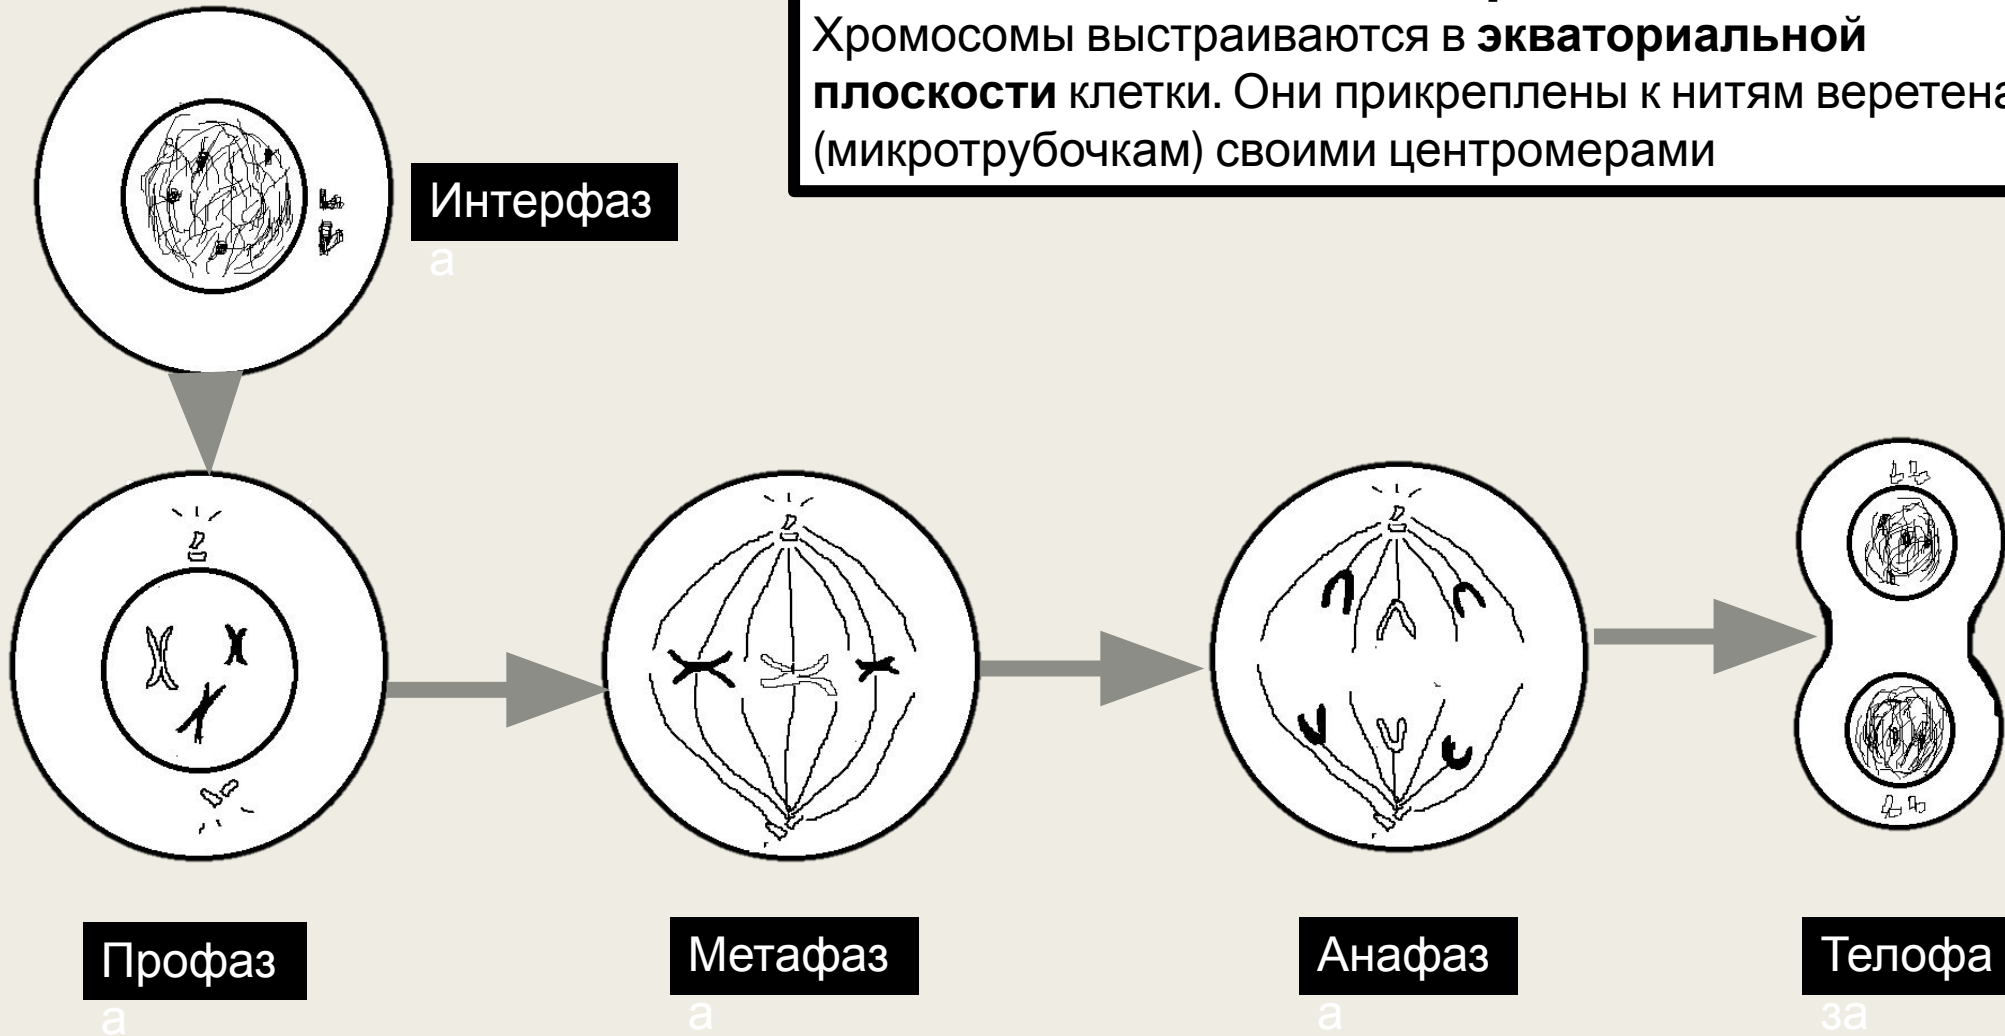 Хромосомы выстраиваются в экваториальной
плоскости клетки. Они прикреплены к нитям веретена
(микротрубочкам) своими центромерами
Интерфаз
а
Профаз
а
Метафаз
а
Анафаз
а
Телофа
за